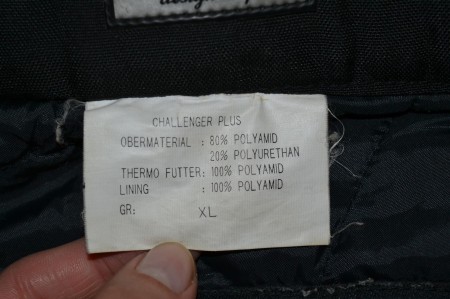 CHALLENGER PLUS
OBERMATERIAL : 80% POLYAMID
20% POLYURETHAN
THERMO FUTTER: 100% POLYAMID
LINING : 100% POLYAMID
GR: XL